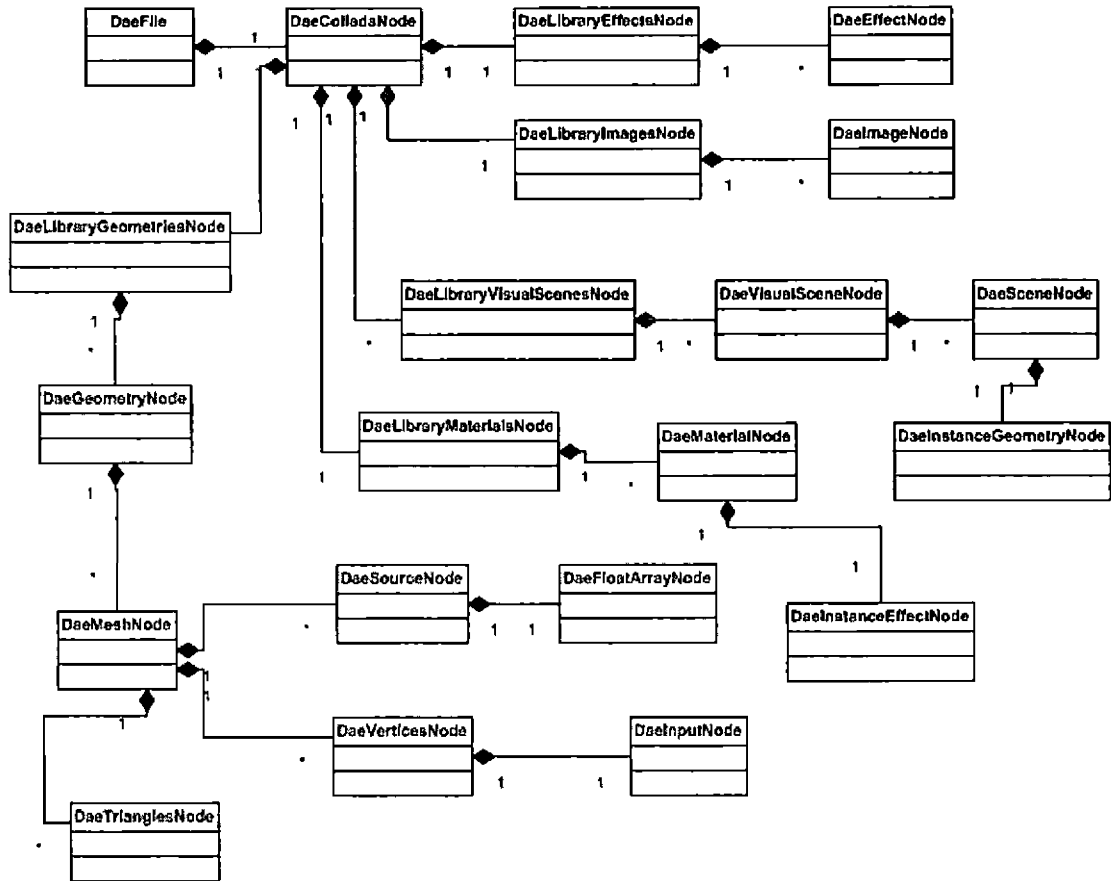 DaeFile
DaeColladaNode
DaeLibraryEffectsNode
DaeEffectNode
1
1
1
1
1
*
DaeLibraryImagesNode
DaeImageNode
1
1
1
1
1
*
DaeLibraryGeometriesNode
DaeLibraryVisualScenesNode
DaeVisualSceneNode
DaeSceneNode
1
*
*
1
*
1
*
DaeGeometryNode
1
1
DaeLibraryMaterialsNode
DaeMaterialNode
DaeInstanceGeometryNode
1
1
1
*
1
1
*
DaeSourceNode
DaeFloatArrayNode
DaeMeshNode
*
1
1
DaeInstanceEffectNode
1
1
1
DaeVerticesNode
DaeInputNode
*
1
1
DaeTrianglesNode
*